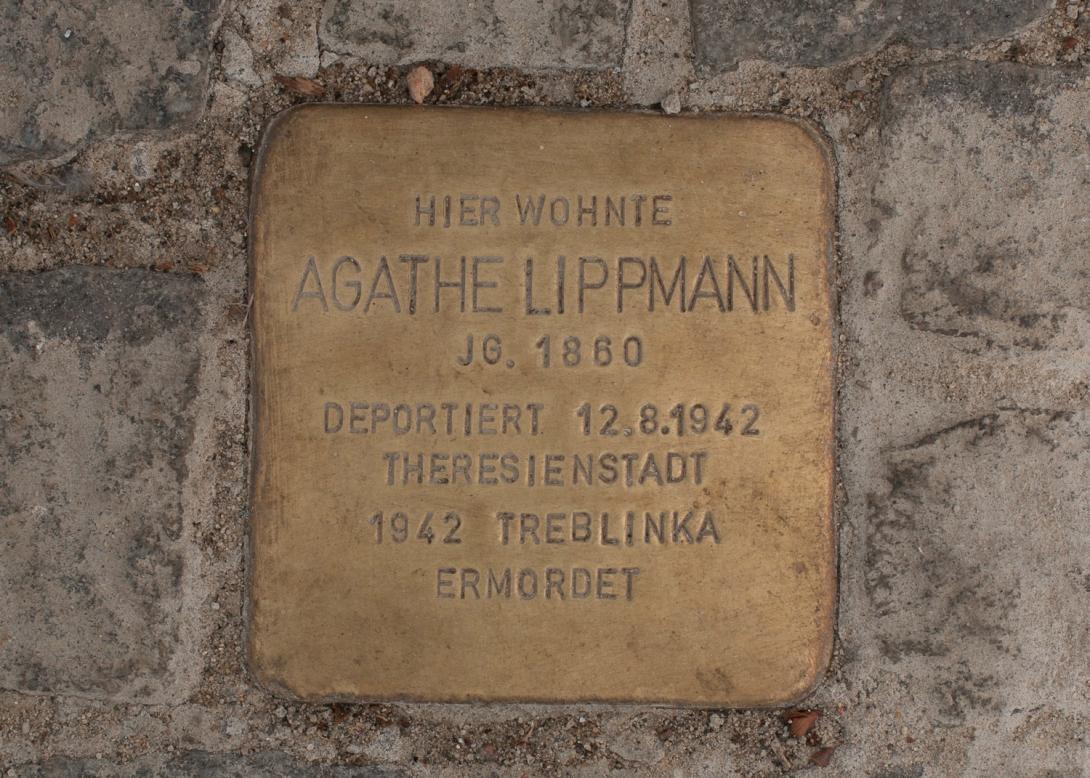 HIER WOHNTE
AGATHE LIPPMANN
JG. 1860
DEPORTIERT 12.8.1942
THERESIENSTADT
1942 TREBLINKA
ERMORDET